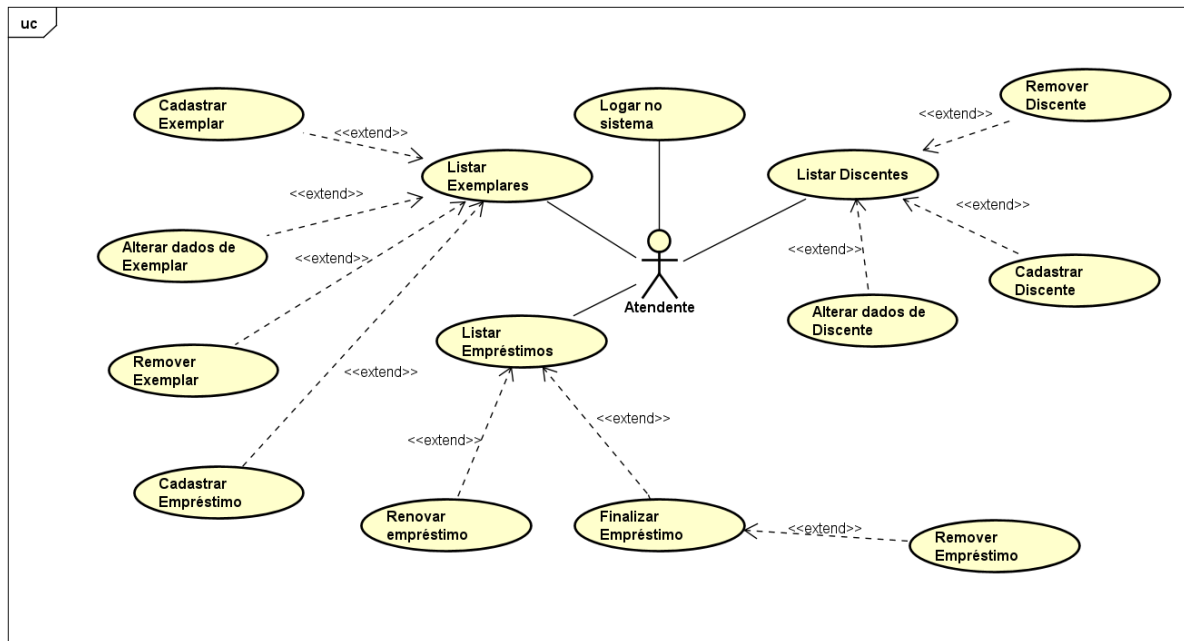 uc
Cadastrar
Exemplar
Logar no
sistema
Remover
Discente
<<extend>>
<<extend>>
Listar
Exemplares
Listar Discentes
<<extend>>
<<extend>>
Alterar dados de
Exemplar
<<extend>>
<<extend>>
Cadastrar
Discente
Atendente
Alterar dados de
Discente
Listar
Empréstimos
Remover
Exemplar
<<extend>>
<<extend>>
<<extend>>
Cadastrar
Empréstimo
Renovar
empréstimo
Finalizar
Empréstimo
<<extend>>
Remover
Empréstimo